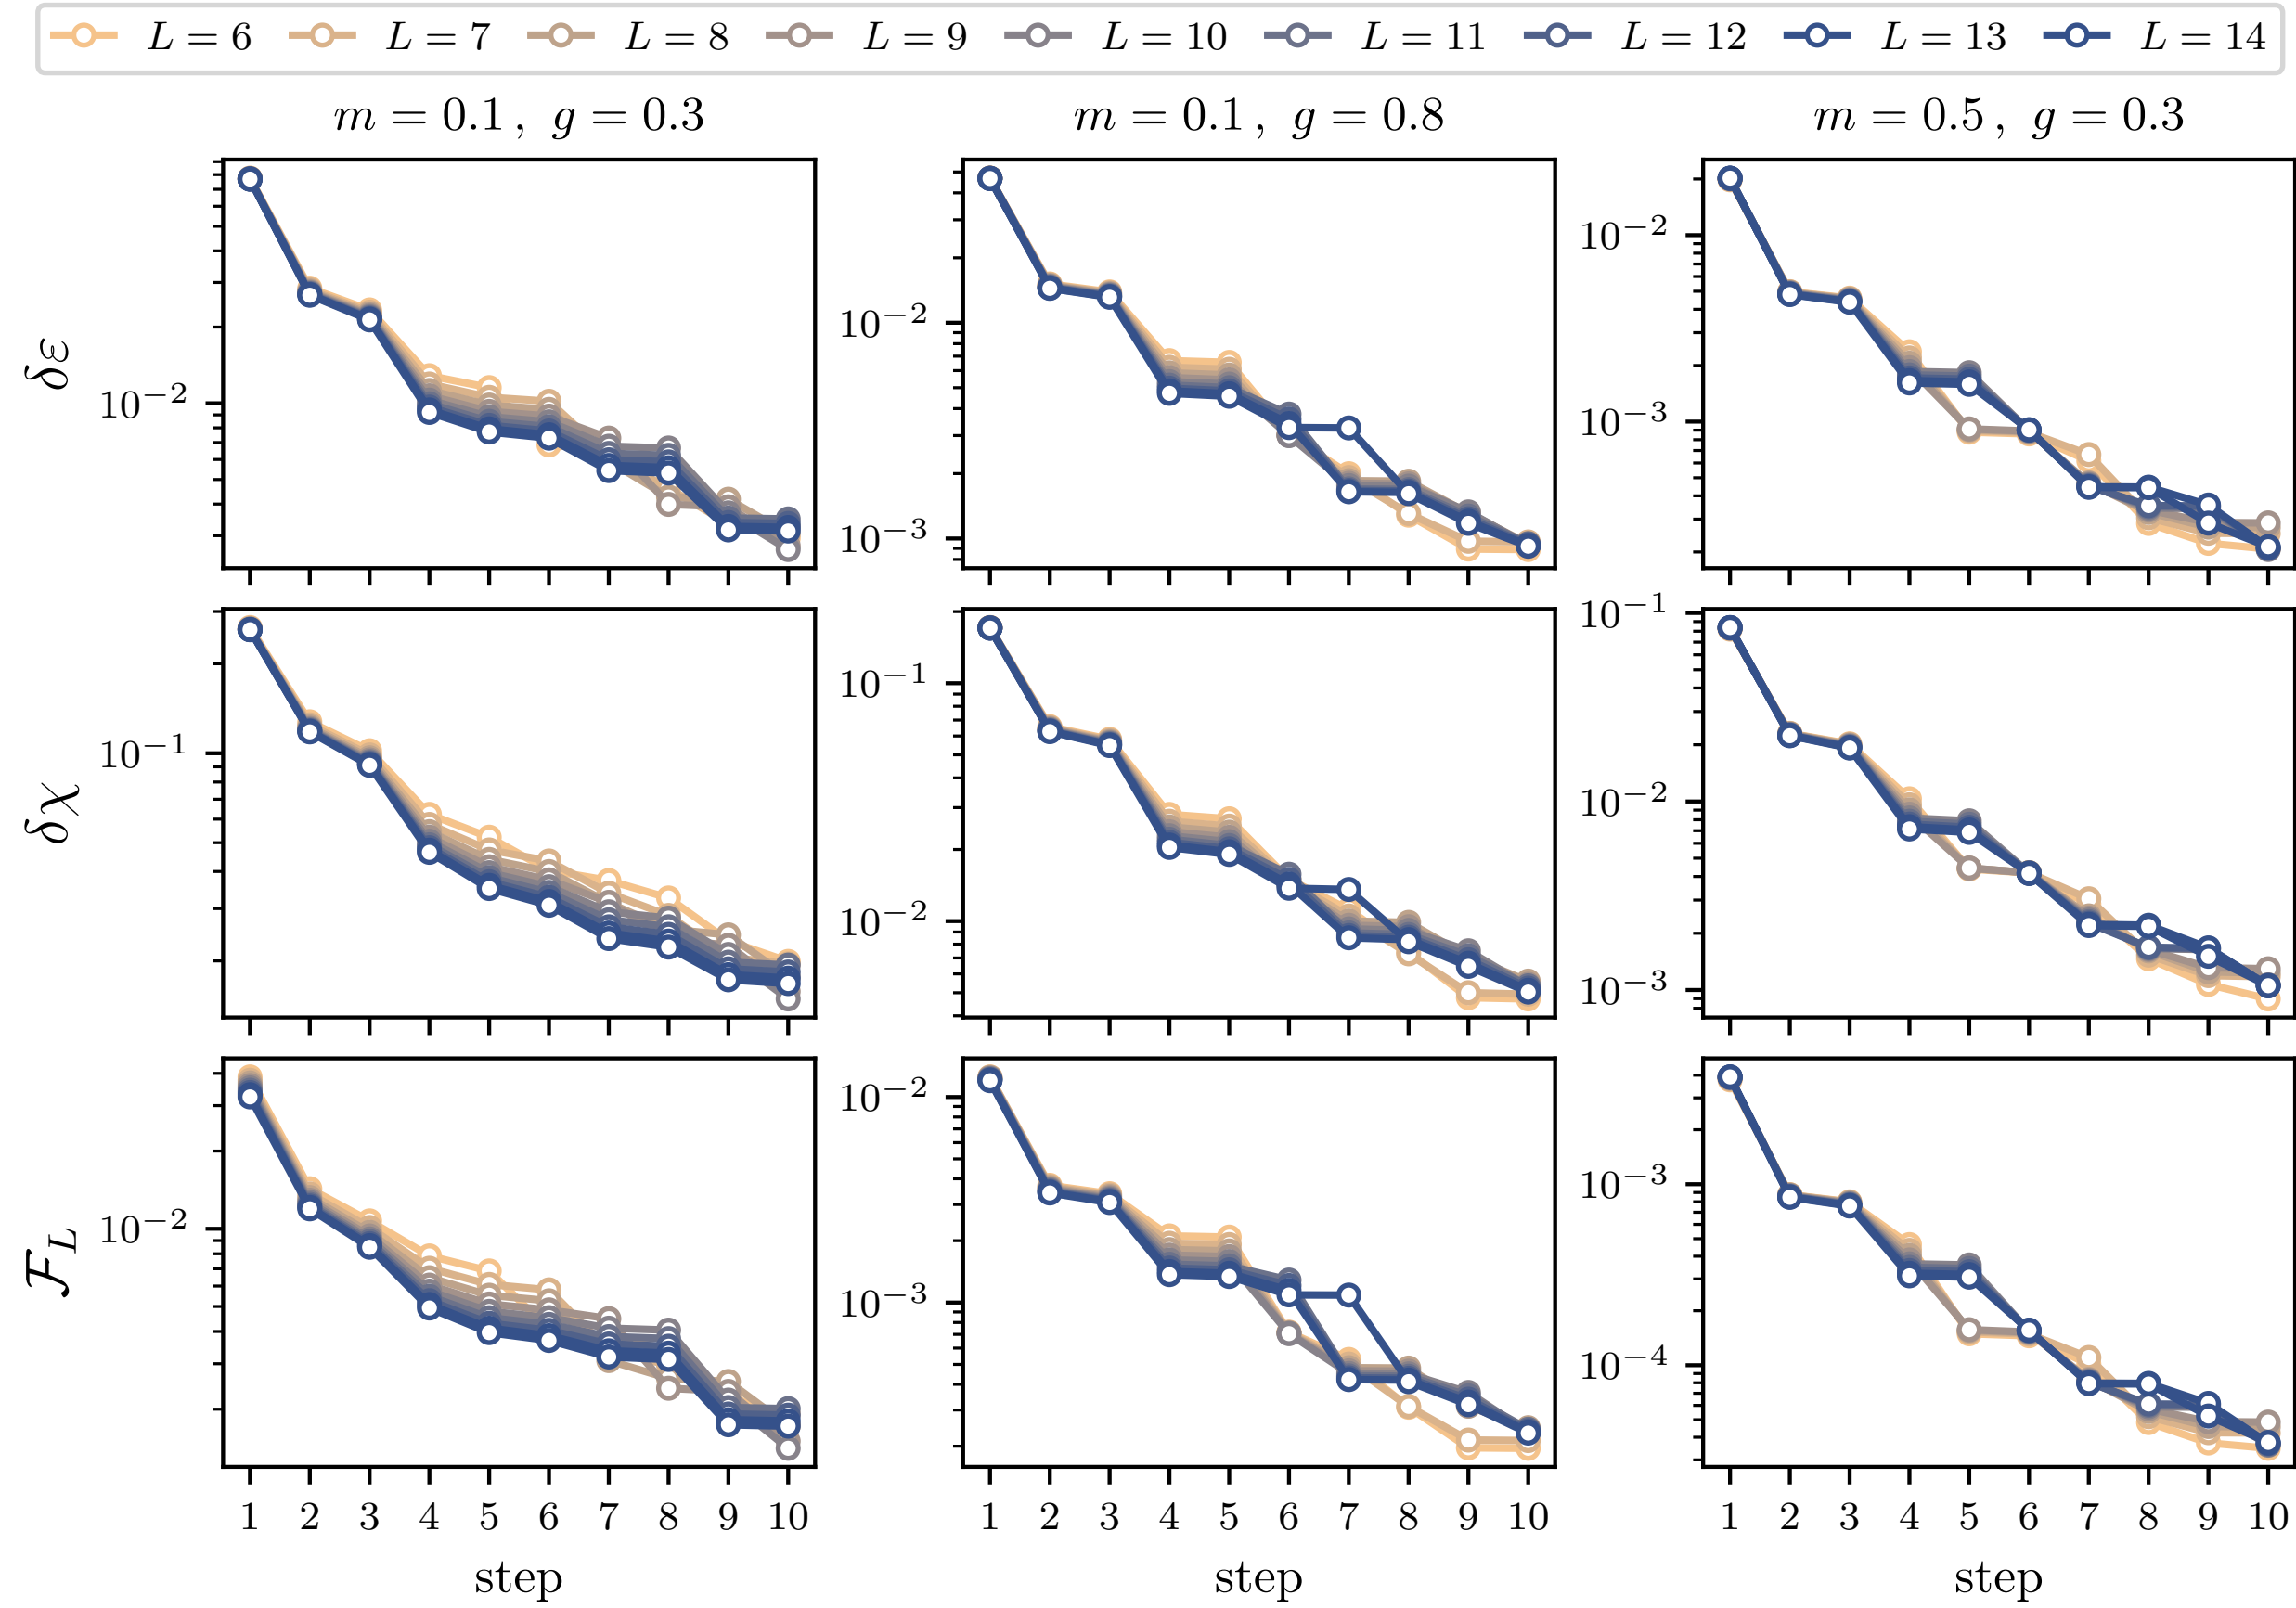 L = 6 L = 7 L = 8 L = 9 L = 10 L = 11 L = 12 L = 13 L = 14
m = 0.1 , g = 0.3 m = 0.1 , g = 0.8 m = 0.5 , g = 0.3
δε 10⁻² 10⁻² 10⁻³ 10⁻² 10⁻³
δχ 10⁻¹ 10⁻¹ 10⁻² 10⁻¹ 10⁻² 10⁻³
𝓕_L 10⁻² 10⁻² 10⁻³ 10⁻³ 10⁻⁴
1 2 3 4 5 6 7 8 9 10 1 2 3 4 5 6 7 8 9 10 1 2 3 4 5 6 7 8 9 10
step step step